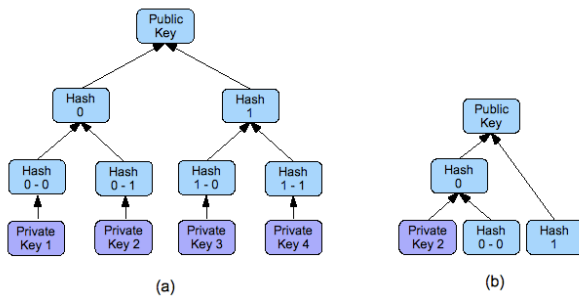 Public
Key
Hash
0
Hash
1
Hash
0 - 0
Hash
0 - 1
Hash
1 - 0
Hash
1 - 1
Private
Key 1
Private
Key 2
Private
Key 3
Private
Key 4
(a)
Public
Key
Hash
0
Private
Key 2
Hash
0 - 0
Hash
1
(b)